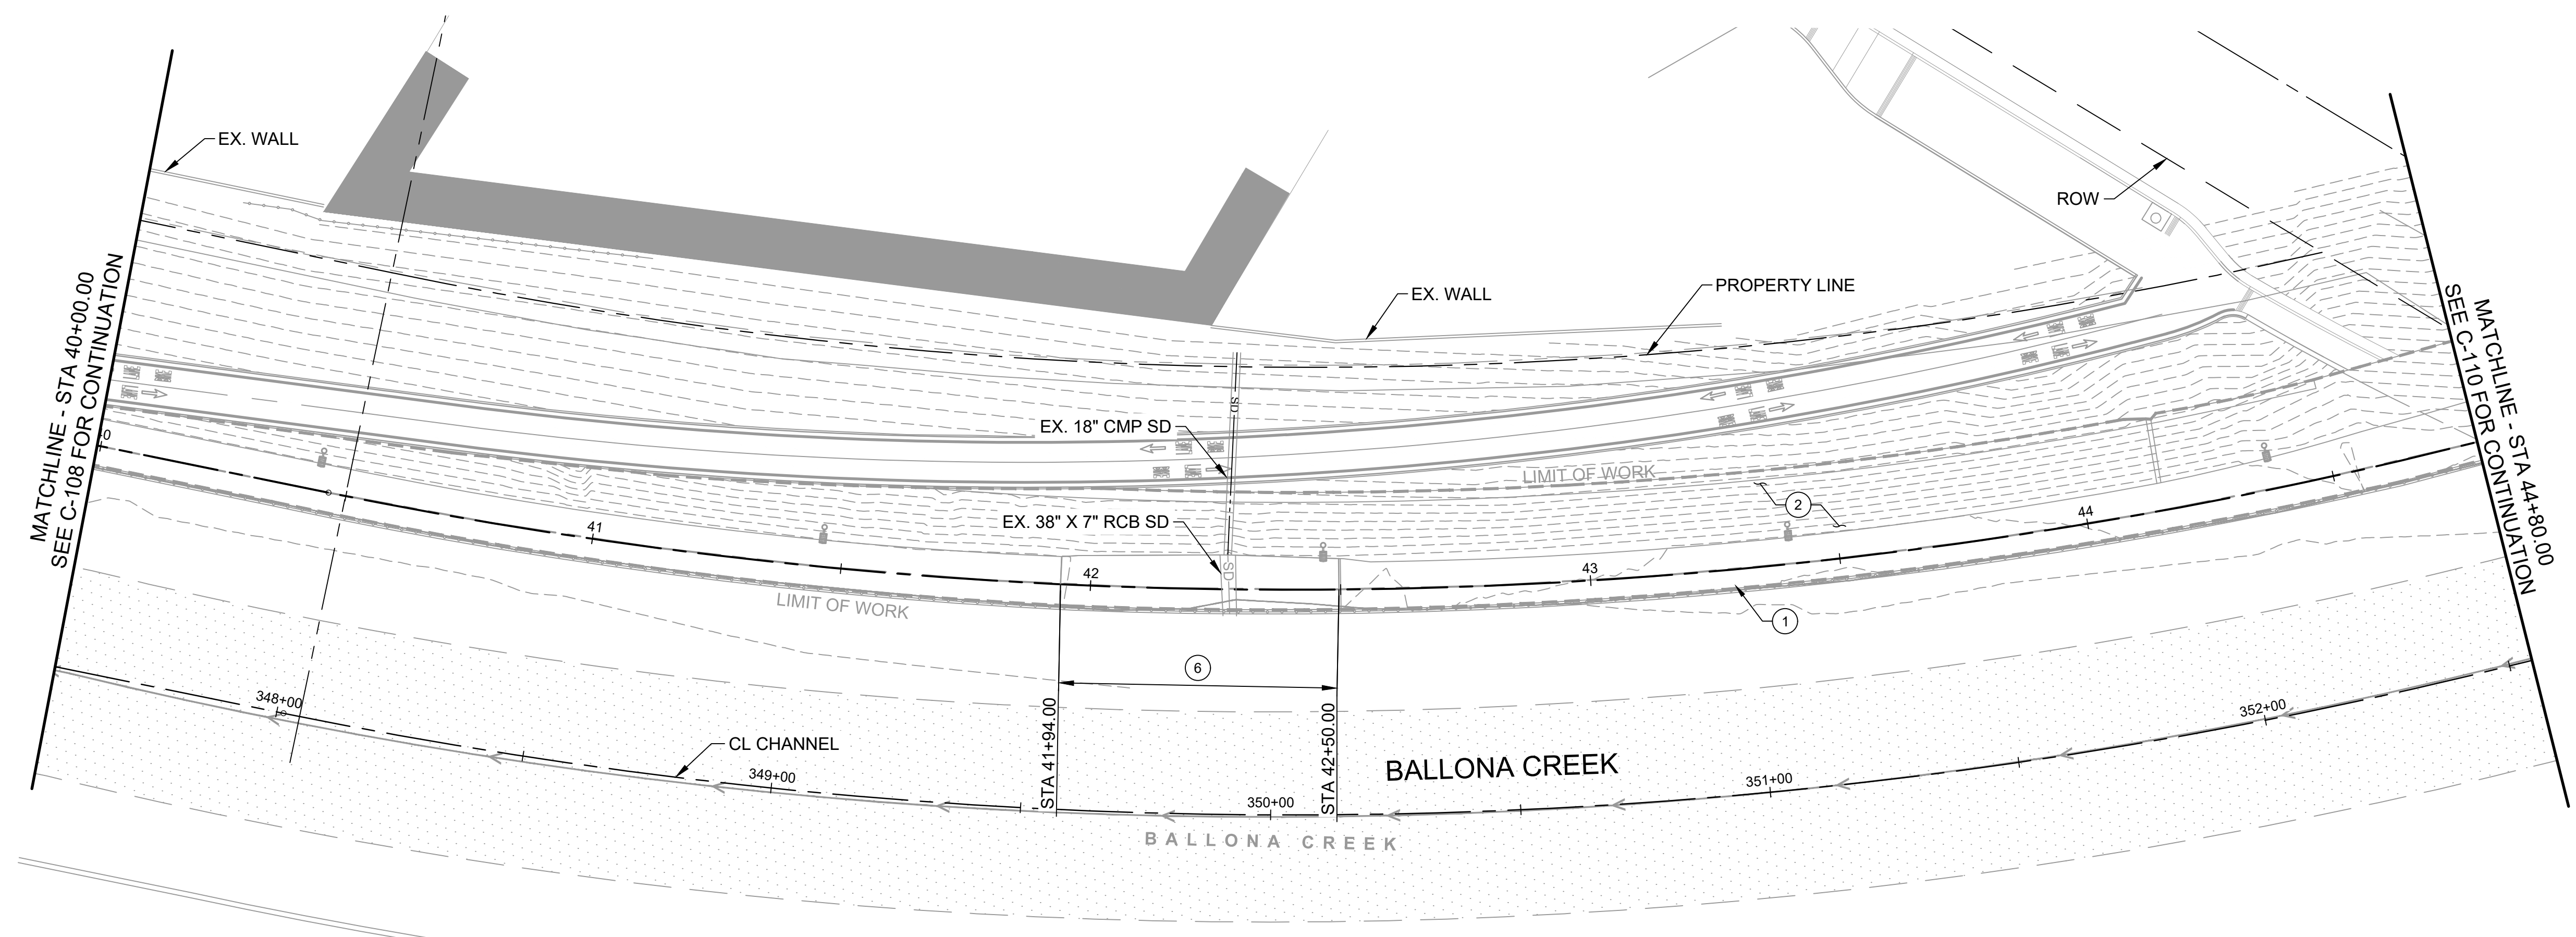 EX. WALL
ROW
MATCHLINE - STA 40+00.00
SEE C-108 FOR CONTINUATION
EX. WALL
PROPERTY LINE
MATCHLINE - STA 44+80.00
SEE C-110 FOR CONTINUATION
SD
EX. 18" CMP SD
LIMIT OF WORK
2
EX. 38" X 7" RCB SD
SD
41
42
43
44
LIMIT OF WORK
1
6
STA 41+94.00
STA 42+50.00
348+00
CL CHANNEL
349+00
350+00
351+00
352+00
BALLONA CREEK
BALLONA CREEK